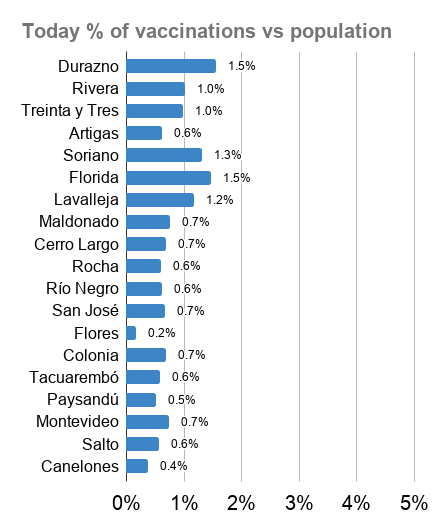 Today % of vaccinations vs population
Durazno 1.5%
Rivera 1.0%
Treinta y Tres 1.0%
Artigas 0.6%
Soriano 1.3%
Florida 1.5%
Lavalleja 1.2%
Maldonado 0.7%
Cerro Largo 0.7%
Rocha 0.6%
Río Negro 0.6%
San José 0.7%
Flores 0.2%
Colonia 0.7%
Tacuarembó 0.6%
Paysandú 0.5%
Montevideo 0.7%
Salto 0.6%
Canelones 0.4%
0% 1% 2% 3% 4% 5%